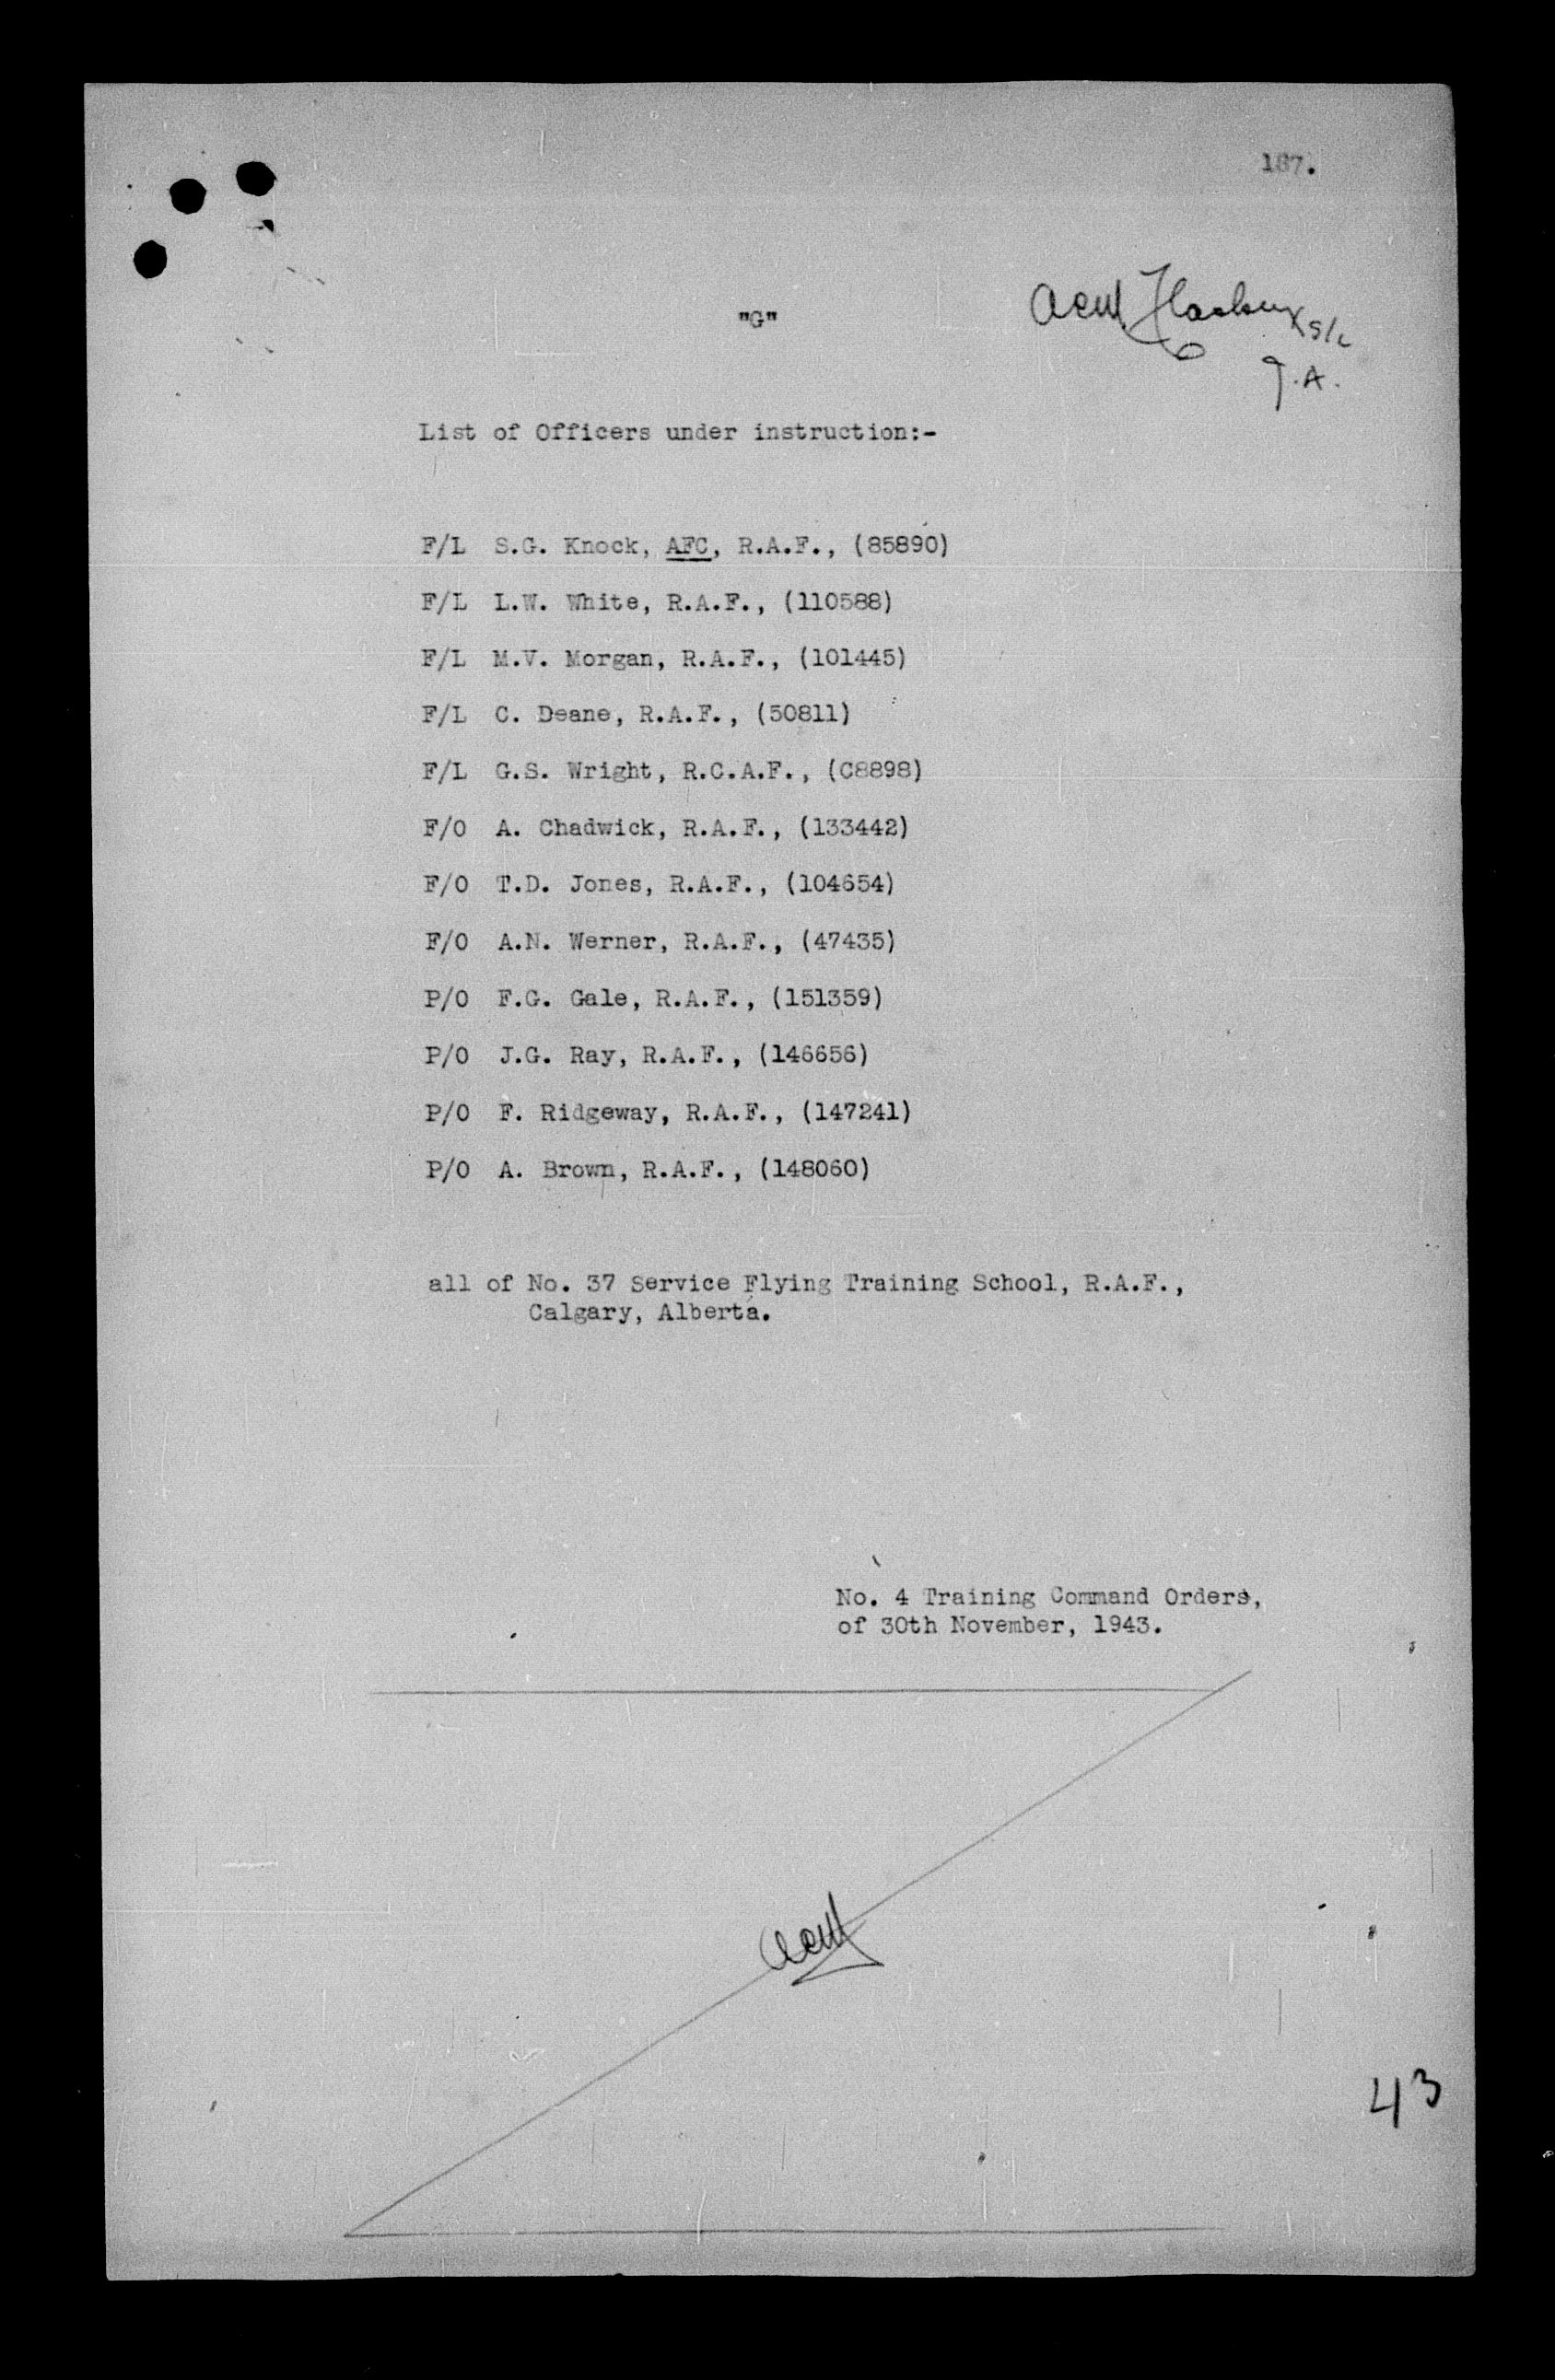 187.
"G"
S/L
J.A.
List of Officers under instruction:-
F/L S.G. Knock, AFC, R.A.F., (85890)
F/L L.W. White, R.A.F., (110588)
F/L M.V. Morgan, R.A.F., (101445)
F/L C. Deane, R.A.F., (50811)
F/L G.S. Wright, R.C.A.F., (C8898)
F/O A. Chadwick, R.A.F., (133442)
F/O T.D. Jones, R.A.F., (104654)
F/O A.N. Werner, R.A.F., (47435)
P/O F.G. Gale, R.A.F., (151359)
P/O J.G. Ray, R.A.F., (146656)
P/O F. Ridgeway, R.A.F., (147241)
P/O A. Brown, R.A.F., (148060)
all of No. 37 Service Flying Training School, R.A.F.,
Calgary, Alberta.
No. 4 Training Command Orders,
of 30th November, 1943.
43